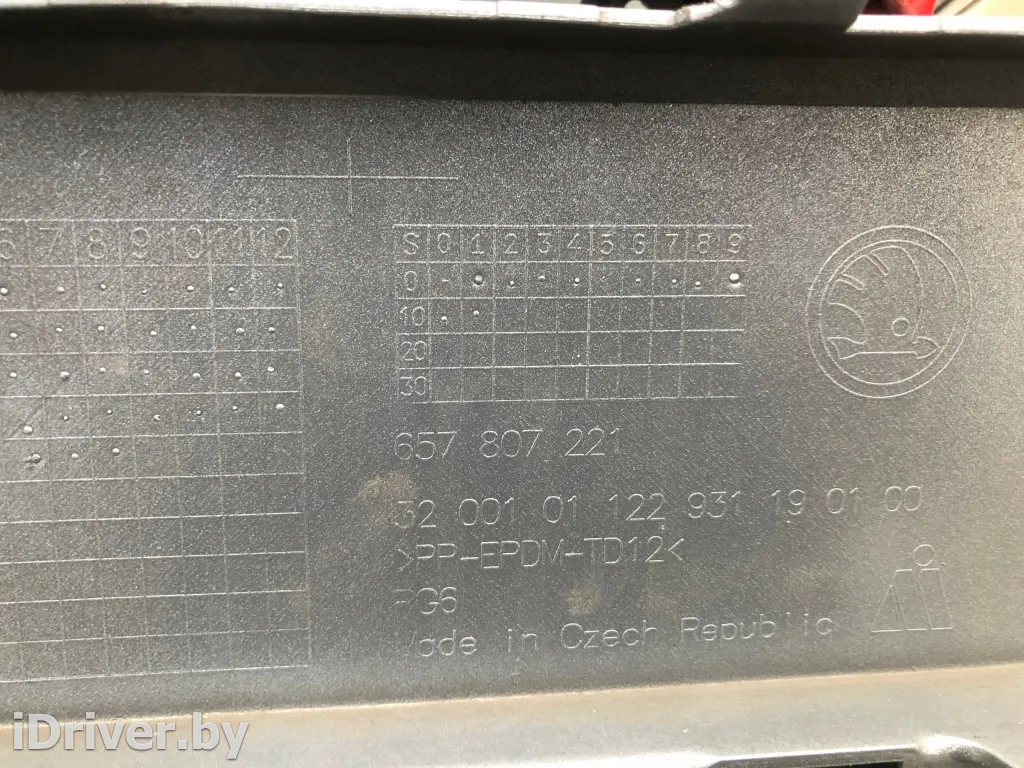 6 7 8 9 10 11 12
S 0 1 2 3 4 5 6 7 8 9
0
10
20
30
657 807 221
32 001 01 122 931 19 01 00
>PP-EPDM-TD12<
RG6
Made in Czech Republic
iDriver.by